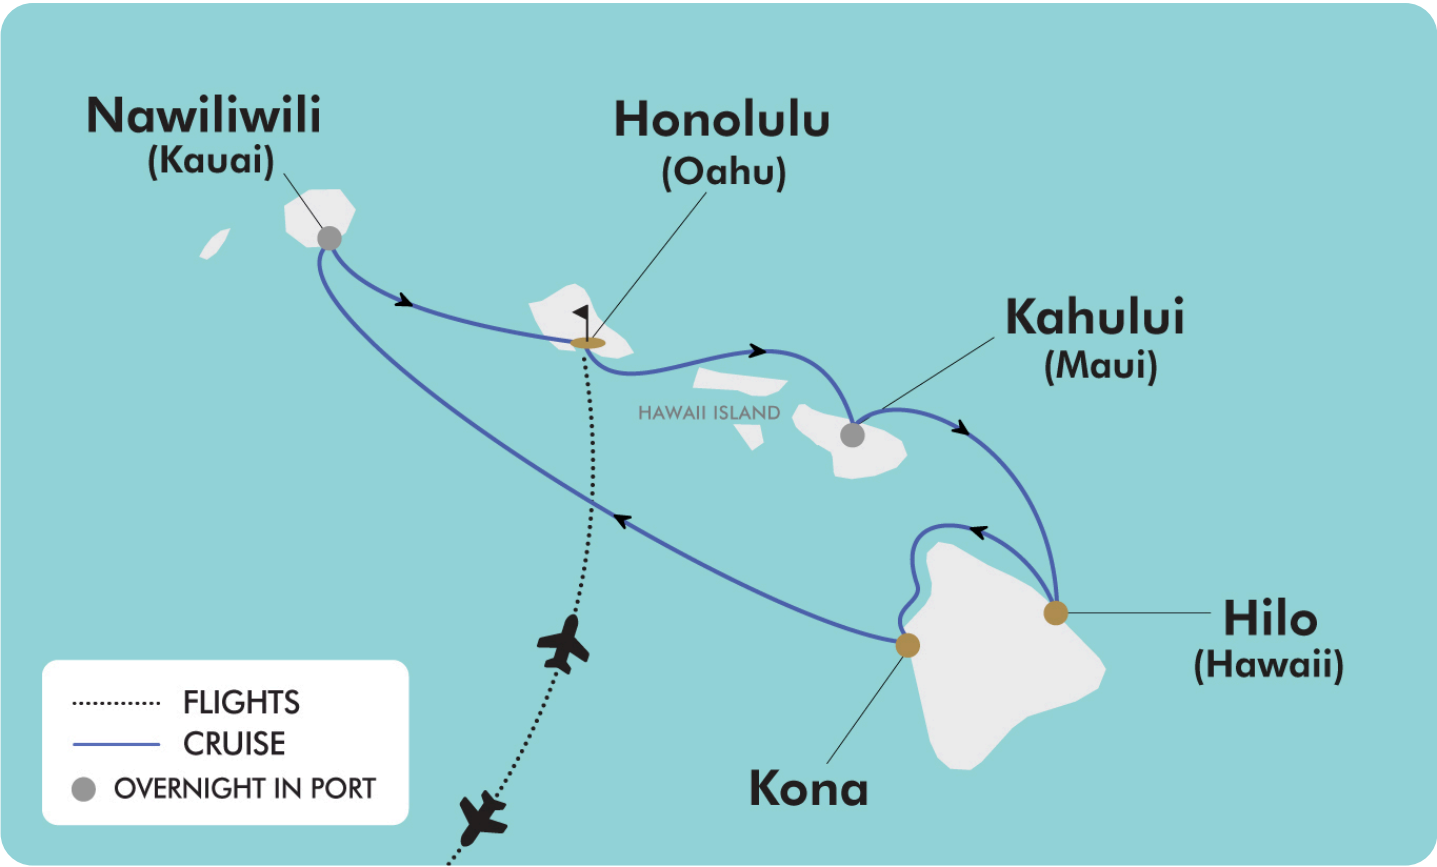 Nawiliwili
(Kauai)
Honolulu
(Oahu)
Kahului
(Maui)
HAWAII ISLAND
Hilo
(Hawaii)
Kona
FLIGHTS
CRUISE
OVERNIGHT IN PORT